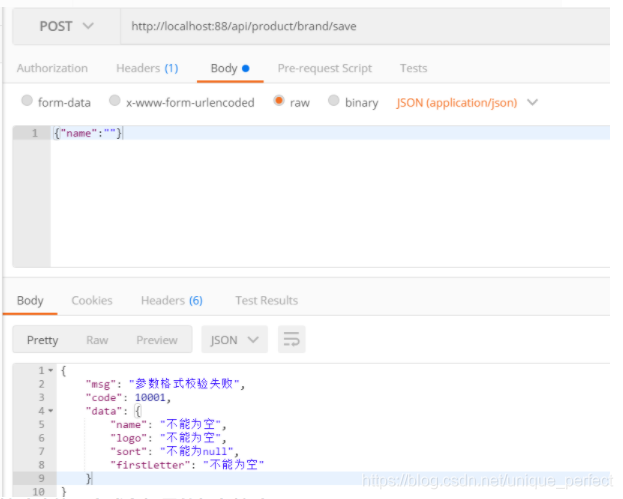 POST http://localhost:88/api/product/brand/save
Authorization Headers (1) Body Pre-request Script Tests
form-data x-www-form-urlencoded raw binary JSON (application/json)
1 {"name":""}
Body Cookies Headers (6) Test Results
Pretty Raw Preview JSON
1 {
2 "msg": "参数格式校验失败",
3 "code": 10001,
4 "data": {
5 "name": "不能为空",
6 "logo": "不能为空",
7 "sort": "不能为null",
8 "firstLetter": "不能为空"
9 }
10 }
https://blog.csdn.net/unique_perfect